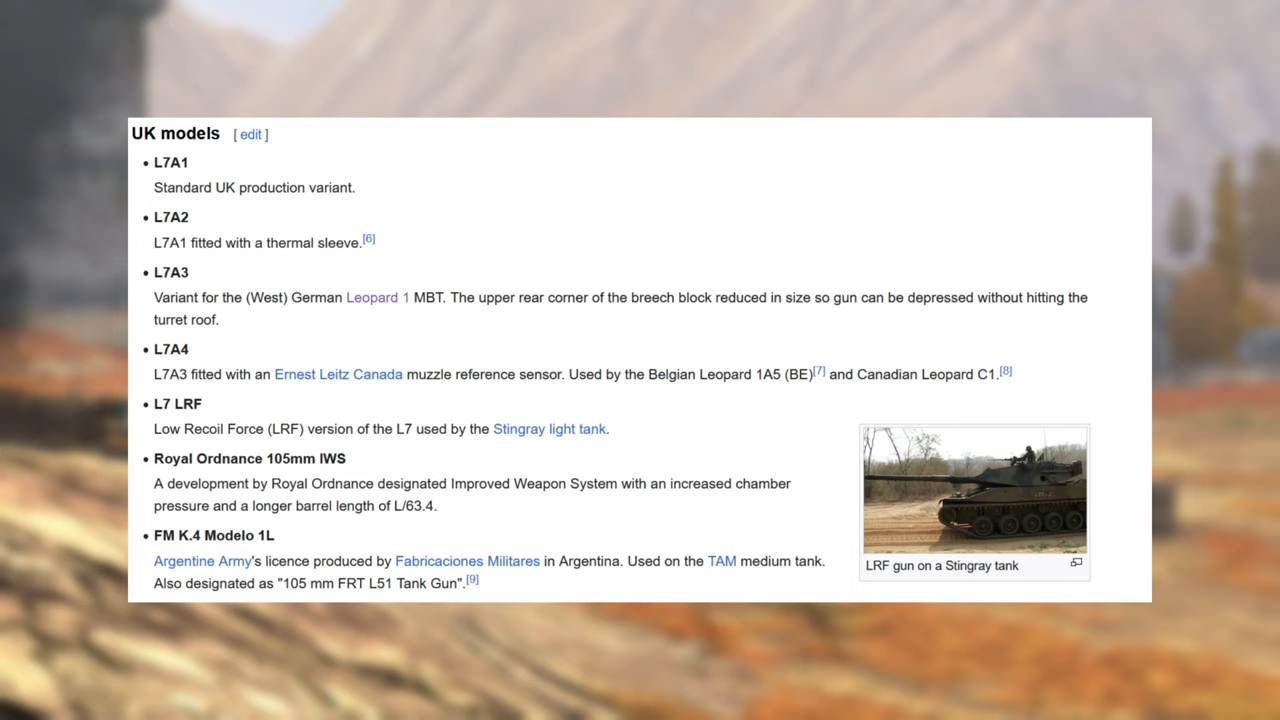 UK models [ edit ]
• L7A1
Standard UK production variant.
• L7A2
L7A1 fitted with a thermal sleeve.[6]
• L7A3
Variant for the (West) German Leopard 1 MBT. The upper rear corner of the breech block reduced in size so gun can be depressed without hitting the
turret roof.
• L7A4
L7A3 fitted with an Ernest Leitz Canada muzzle reference sensor. Used by the Belgian Leopard 1A5 (BE)[7] and Canadian Leopard C1.[8]
• L7 LRF
Low Recoil Force (LRF) version of the L7 used by the Stingray light tank.
• Royal Ordnance 105mm IWS
A development by Royal Ordnance designated Improved Weapon System with an increased chamber
pressure and a longer barrel length of L/63.4.
• FM K.4 Modelo 1L
Argentine Army's licence produced by Fabricaciones Militares in Argentina. Used on the TAM medium tank.
Also designated as "105 mm FRT L51 Tank Gun".[9]
LRF gun on a Stingray tank